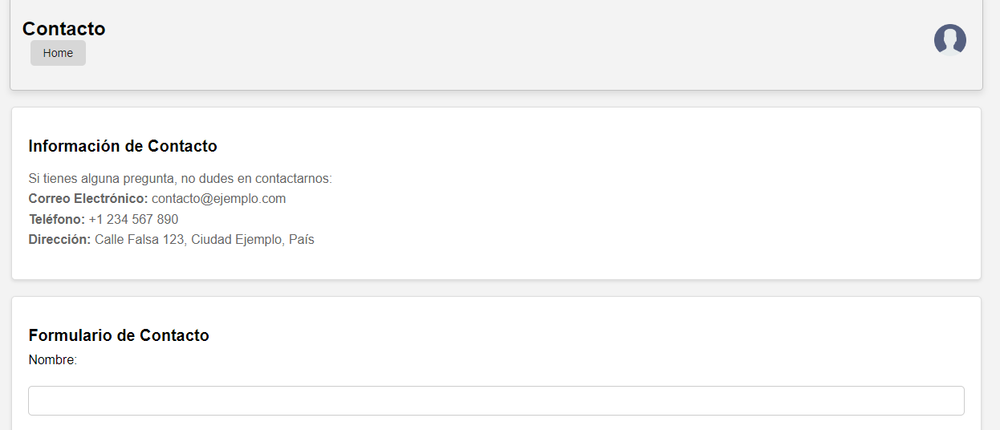 Contacto
Home
Información de Contacto
Si tienes alguna pregunta, no dudes en contactarnos:
Correo Electrónico: contacto@ejemplo.com
Teléfono: +1 234 567 890
Dirección: Calle Falsa 123, Ciudad Ejemplo, País
Formulario de Contacto
Nombre: